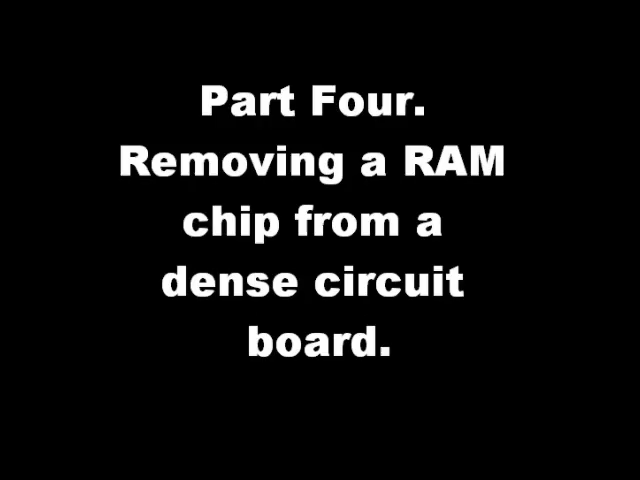 Part Four.
Removing a RAM
chip from a
dense circuit
board.